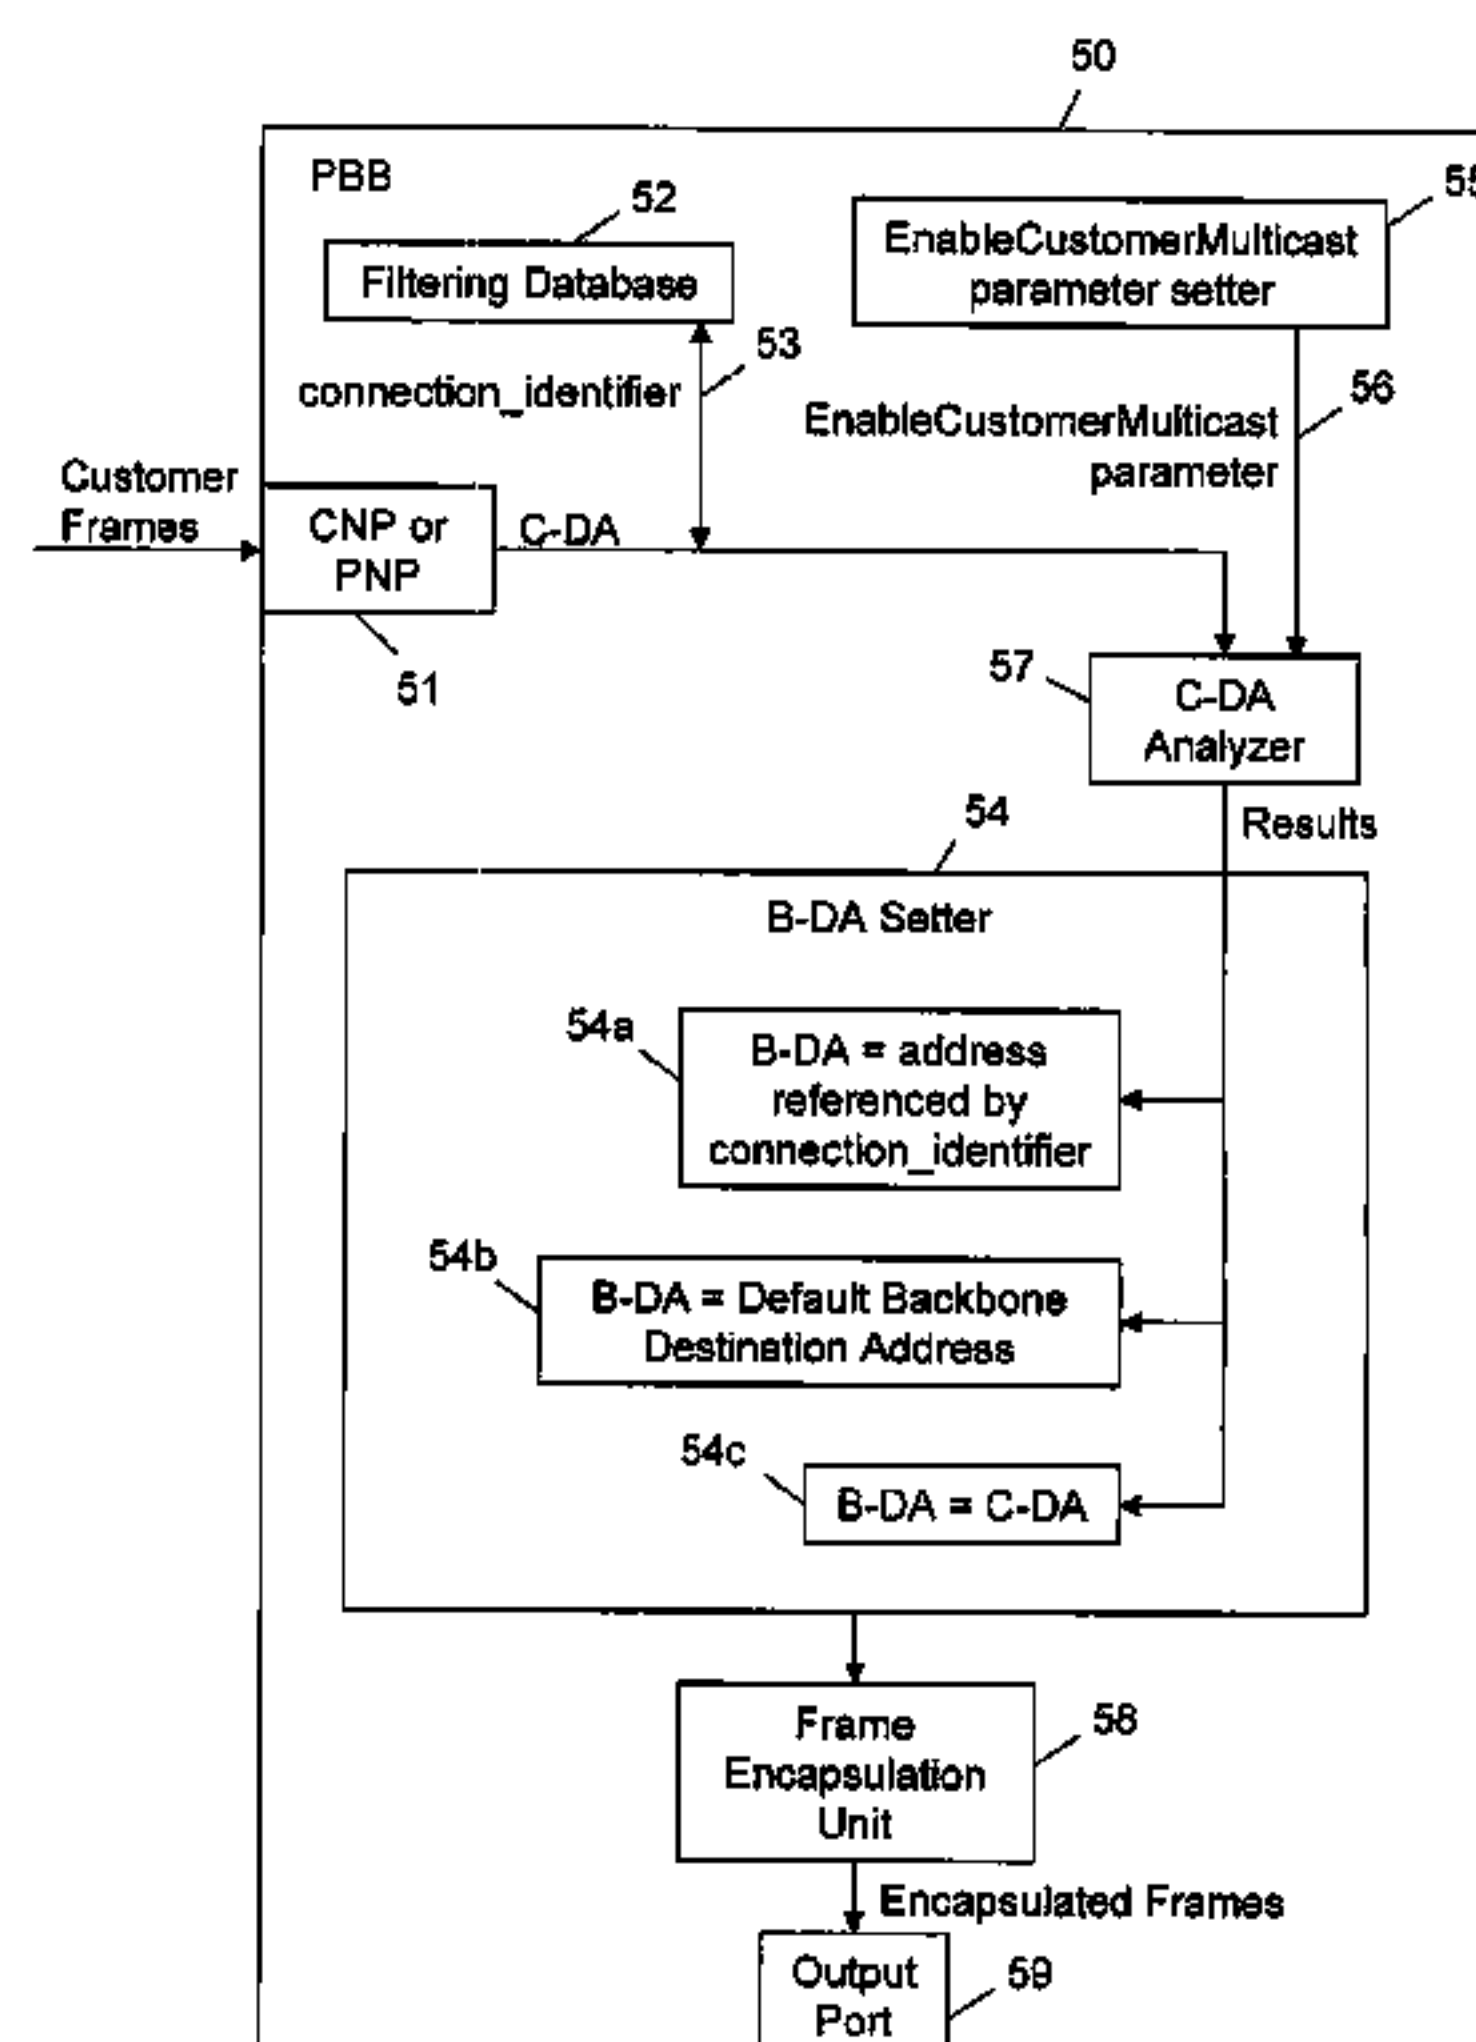 50
PBB
52
55
Filtering Database
EnableCustomerMulticast
parameter setter
53
connection_identifier
56
EnableCustomerMulticast
parameter
Customer
Frames
CNP or
PNP
C-DA
51
57
C-DA
Analyzer
54
Results
B-DA Setter
54a
B-DA = address
referenced by
connection_identifier
54b
B-DA = Default Backbone
Destination Address
54c
B-DA = C-DA
Frame
Encapsulation
Unit
58
Encapsulated Frames
Output
Port
59